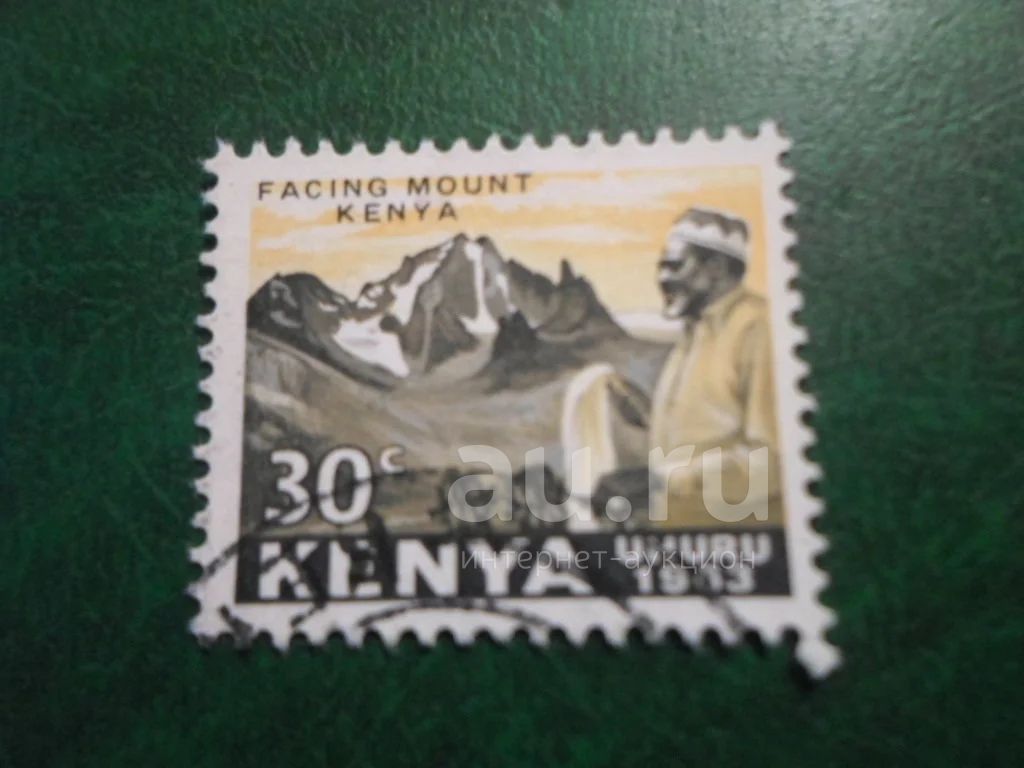 FACING MOUNT
KENYA
30c
au.ru
интернет-аукцион
KENYA
UHURU
1963